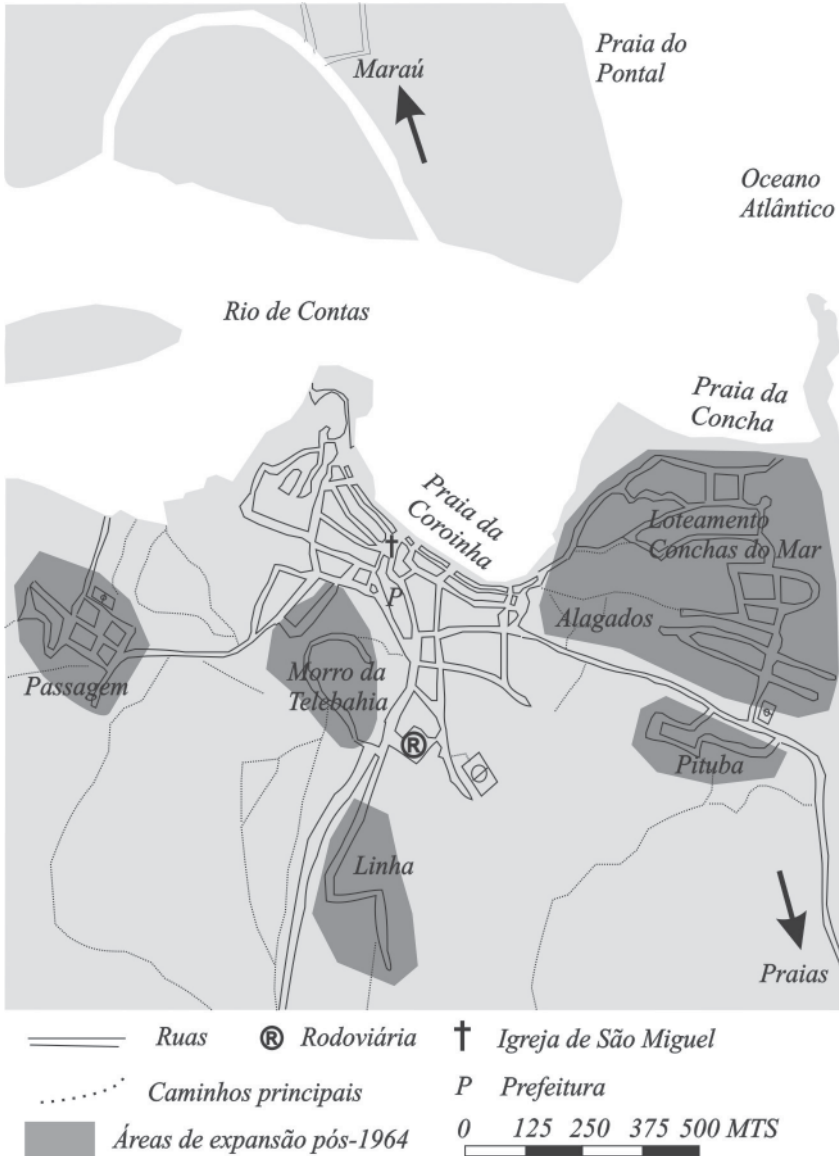 Praia do
Pontal
Maraú
Oceano
Atlântico
Rio de Contas
Praia da
Concha
Praia da
Coroinha
Loteamento
Conchas do Mar
P
Alagados
Passagem
Morro da
Telebahia
R
Pituba
Linha
Praias
Ruas
R Rodoviária
Igreja de São Miguel
Caminhos principais
P Prefeitura
Áreas de expansão pós-1964
0 125 250 375 500 MTS